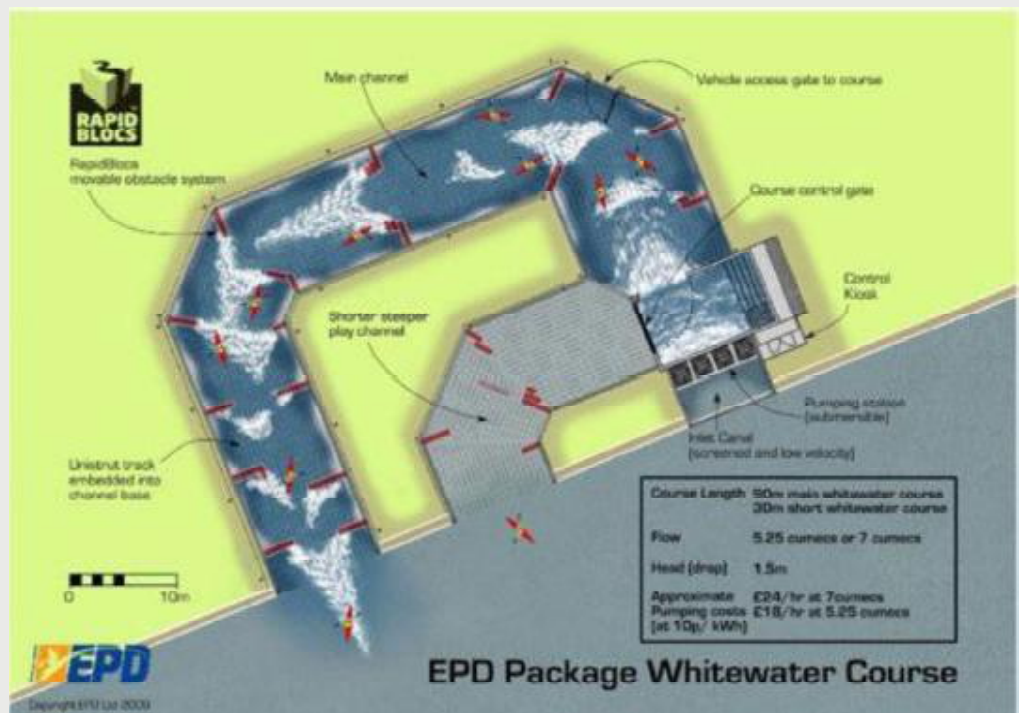 RAPID
BLOCS
Main channel
Vehicle access gate to course
RapidBlocs
movable obstacle system
Course control gate
Control
Kiosk
Shorter steeper
play channel
Pumping station
(submersible)
Inlet Canal
(screened and low velocity)
Unistrut track
embedded into
channel base
Course Length 90m main whitewater course
30m short whitewater course
Flow 5.25 cumecs or 7 cumecs
Head (drop) 1.5m
Approximate £24/hr at 7cumecs
Pumping costs £18/hr at 5.25 cumecs
(at 10p/ kWh)
0 10m
EPD
EPD Package Whitewater Course
Copyright EPD Ltd 2009